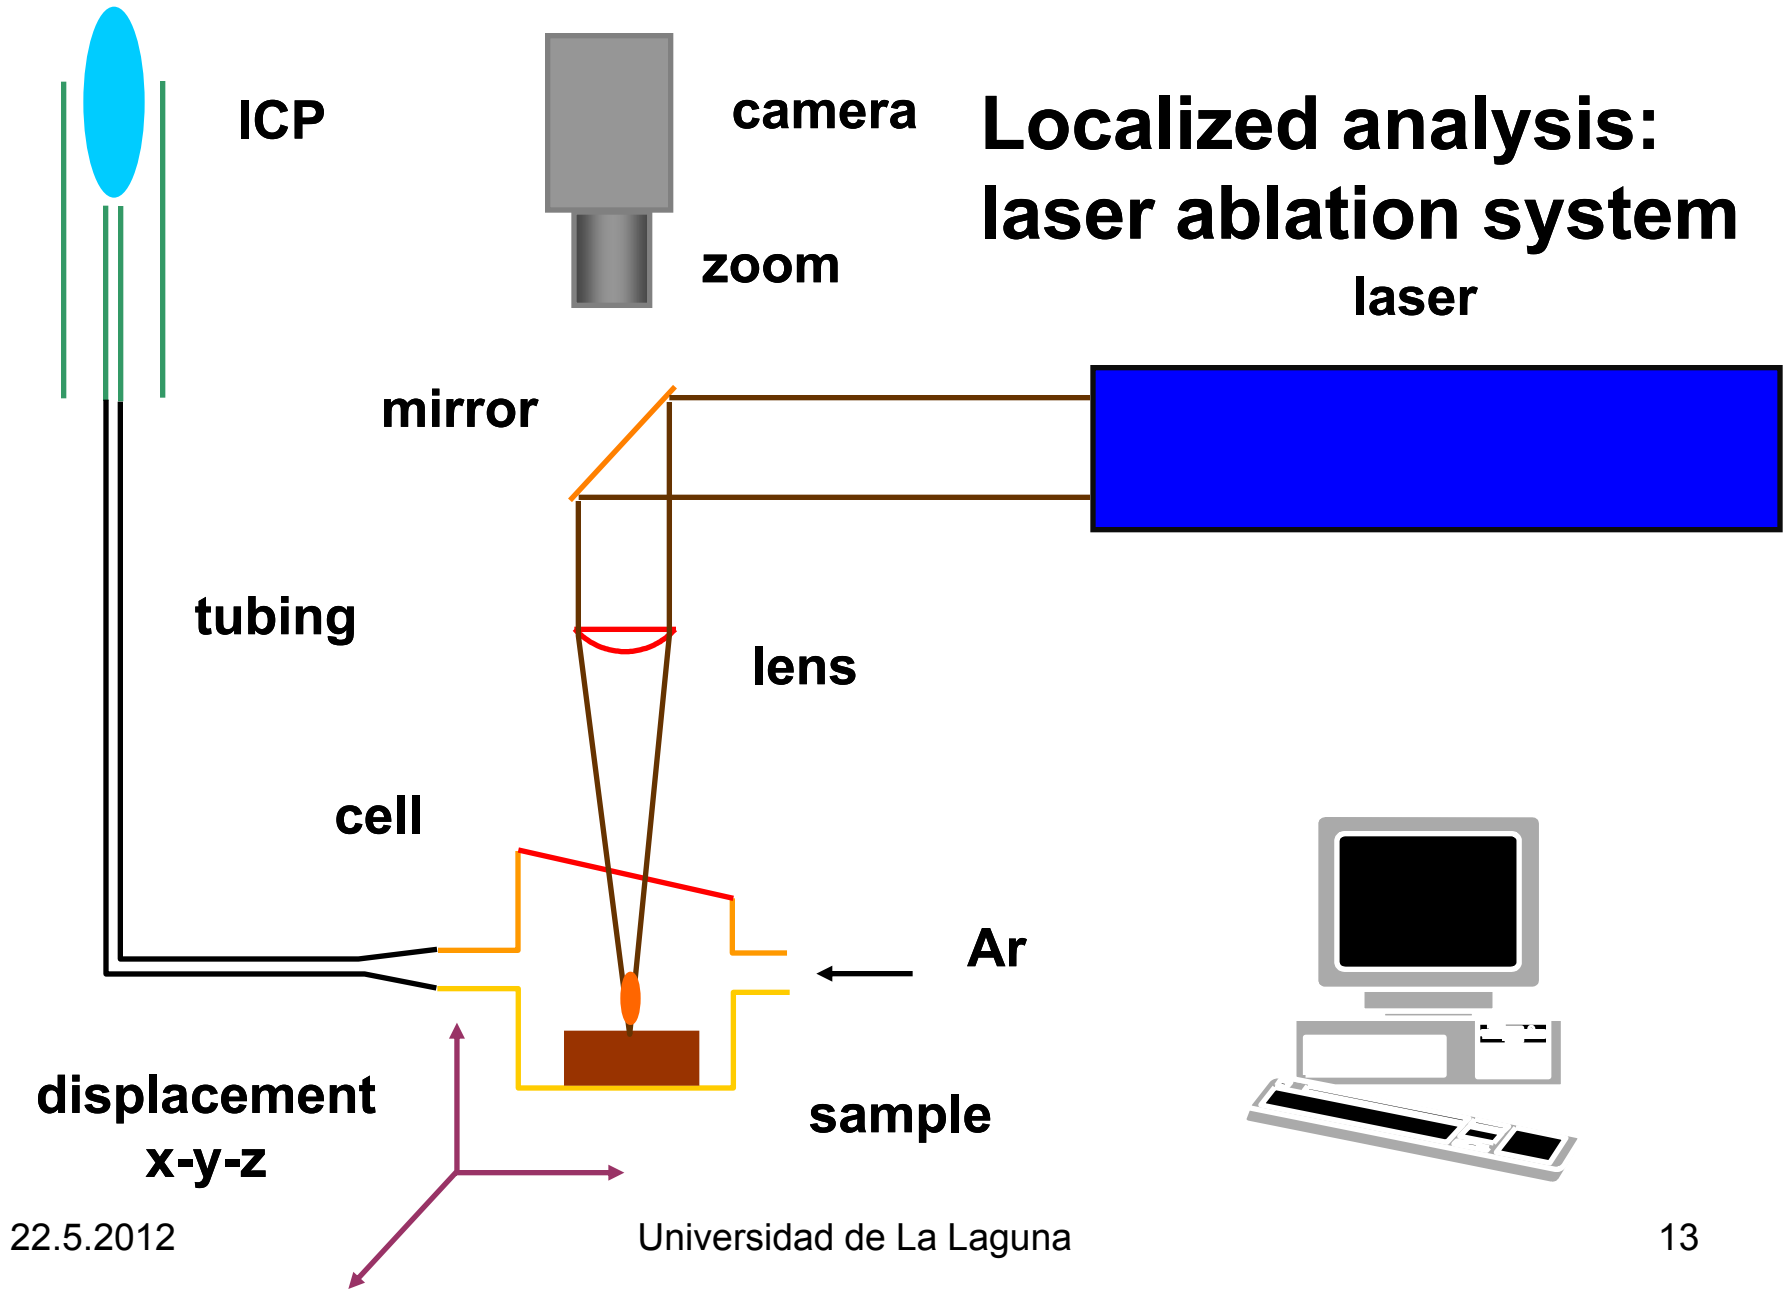 Localized analysis:
laser ablation system
ICP
camera
zoom
laser
mirror
tubing
lens
cell
Ar
displacement
x-y-z
sample
22.5.2012
Universidad de La Laguna
13